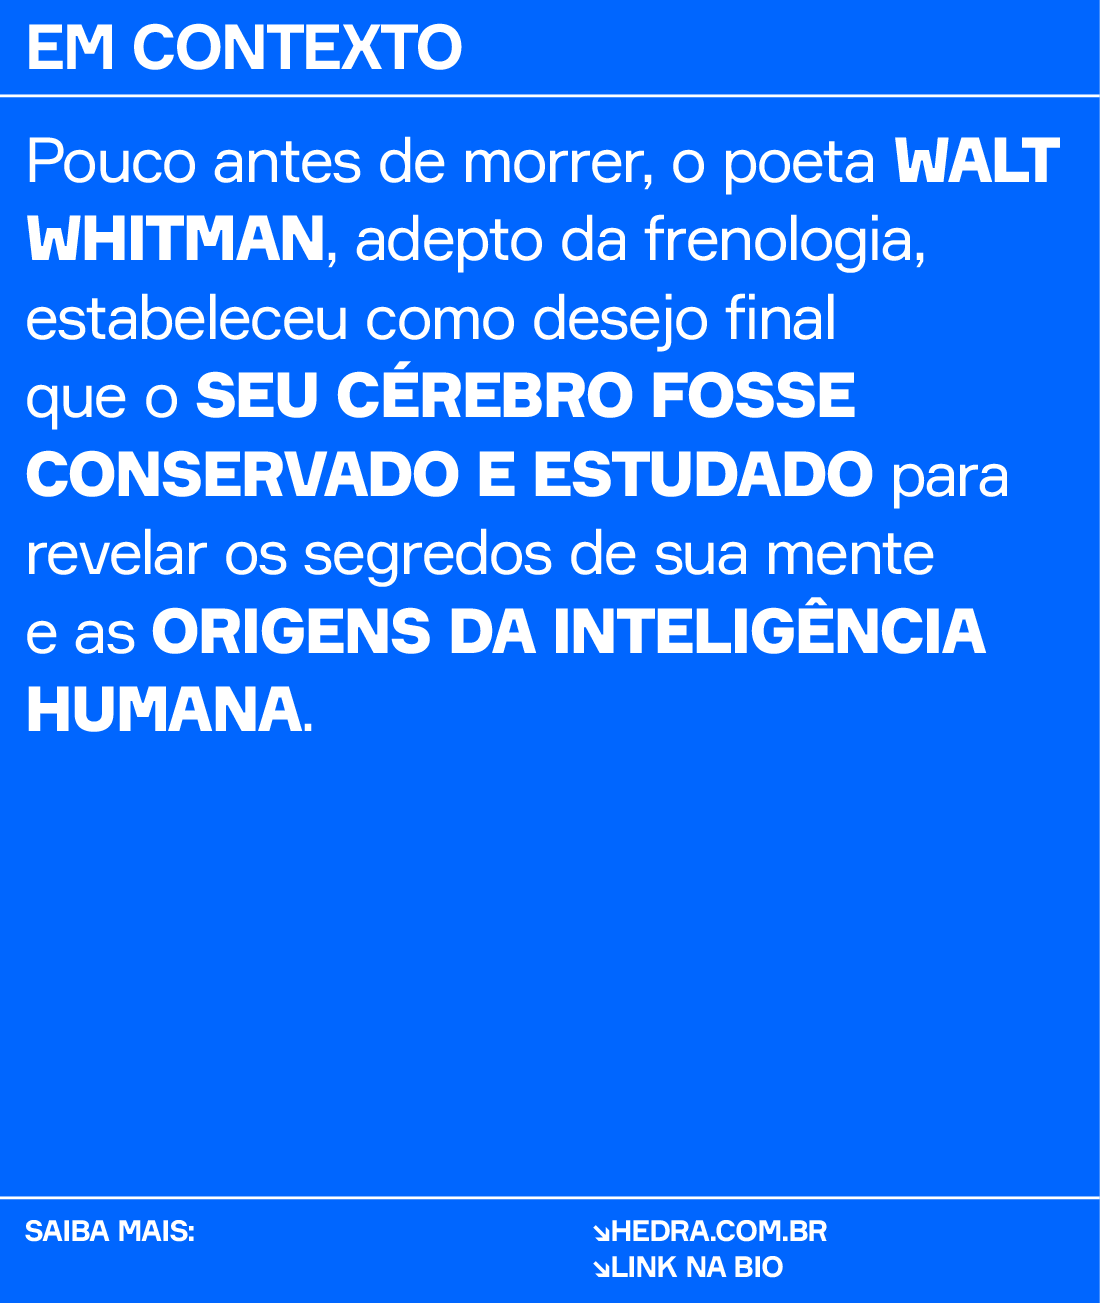 EM CONTEXTO
Pouco antes de morrer, o poeta WALT
WHITMAN, adepto da frenologia,
estabeleceu como desejo final
que o SEU CÉREBRO FOSSE
CONSERVADO E ESTUDADO para
revelar os segredos de sua mente
e as ORIGENS DA INTELIGÊNCIA
HUMANA.
SAIBA MAIS:
↘HEDRA.COM.BR
↘LINK NA BIO